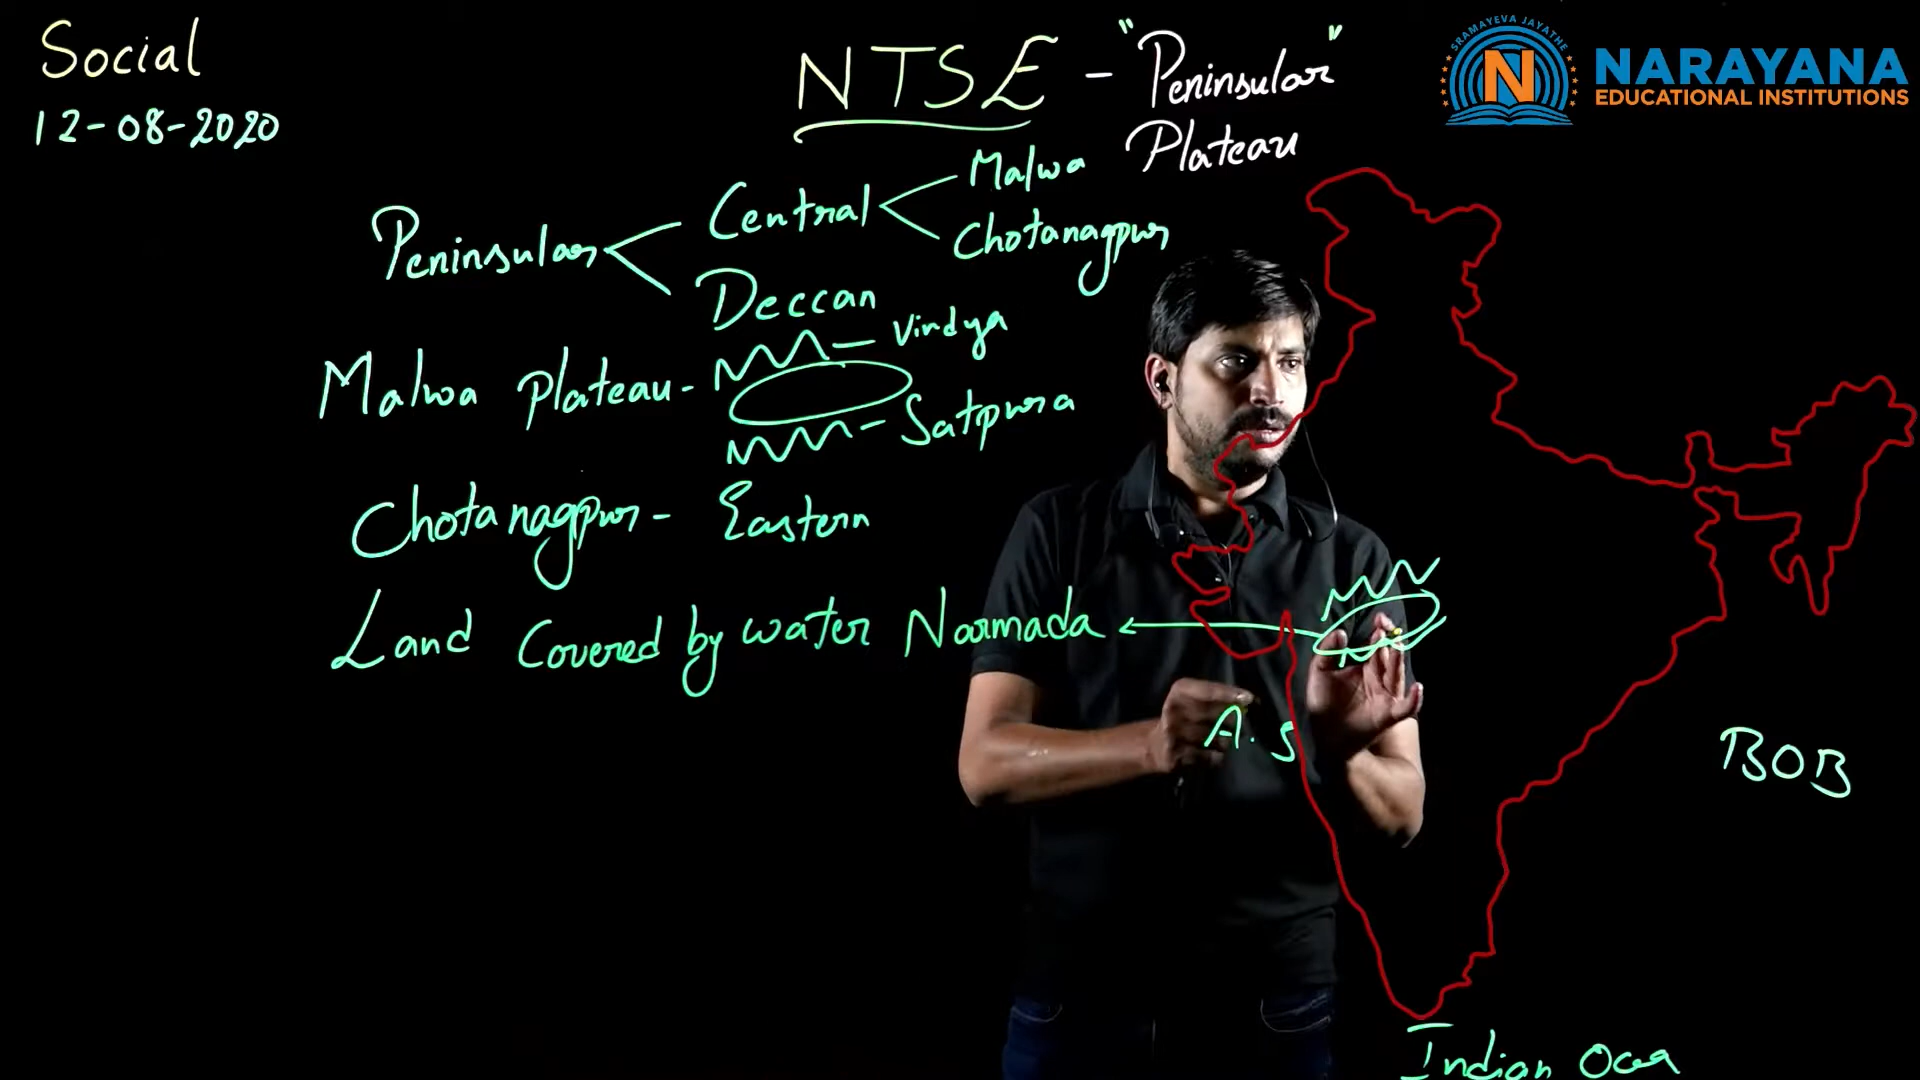 Social
12-08-2020
NTSE - "Peninsular"
Plateau
SRAMAYEVA JAYATHE
N
NARAYANA
EDUCATIONAL INSTITUTIONS
Peninsular
Central
Malwa
Chotanagpur
Deccan
Malwa Plateau -
Vindya
Satpura
Chotanagpur - Eastern
Land Covered by water Narmada
A.S
BOB
Indian Ocea